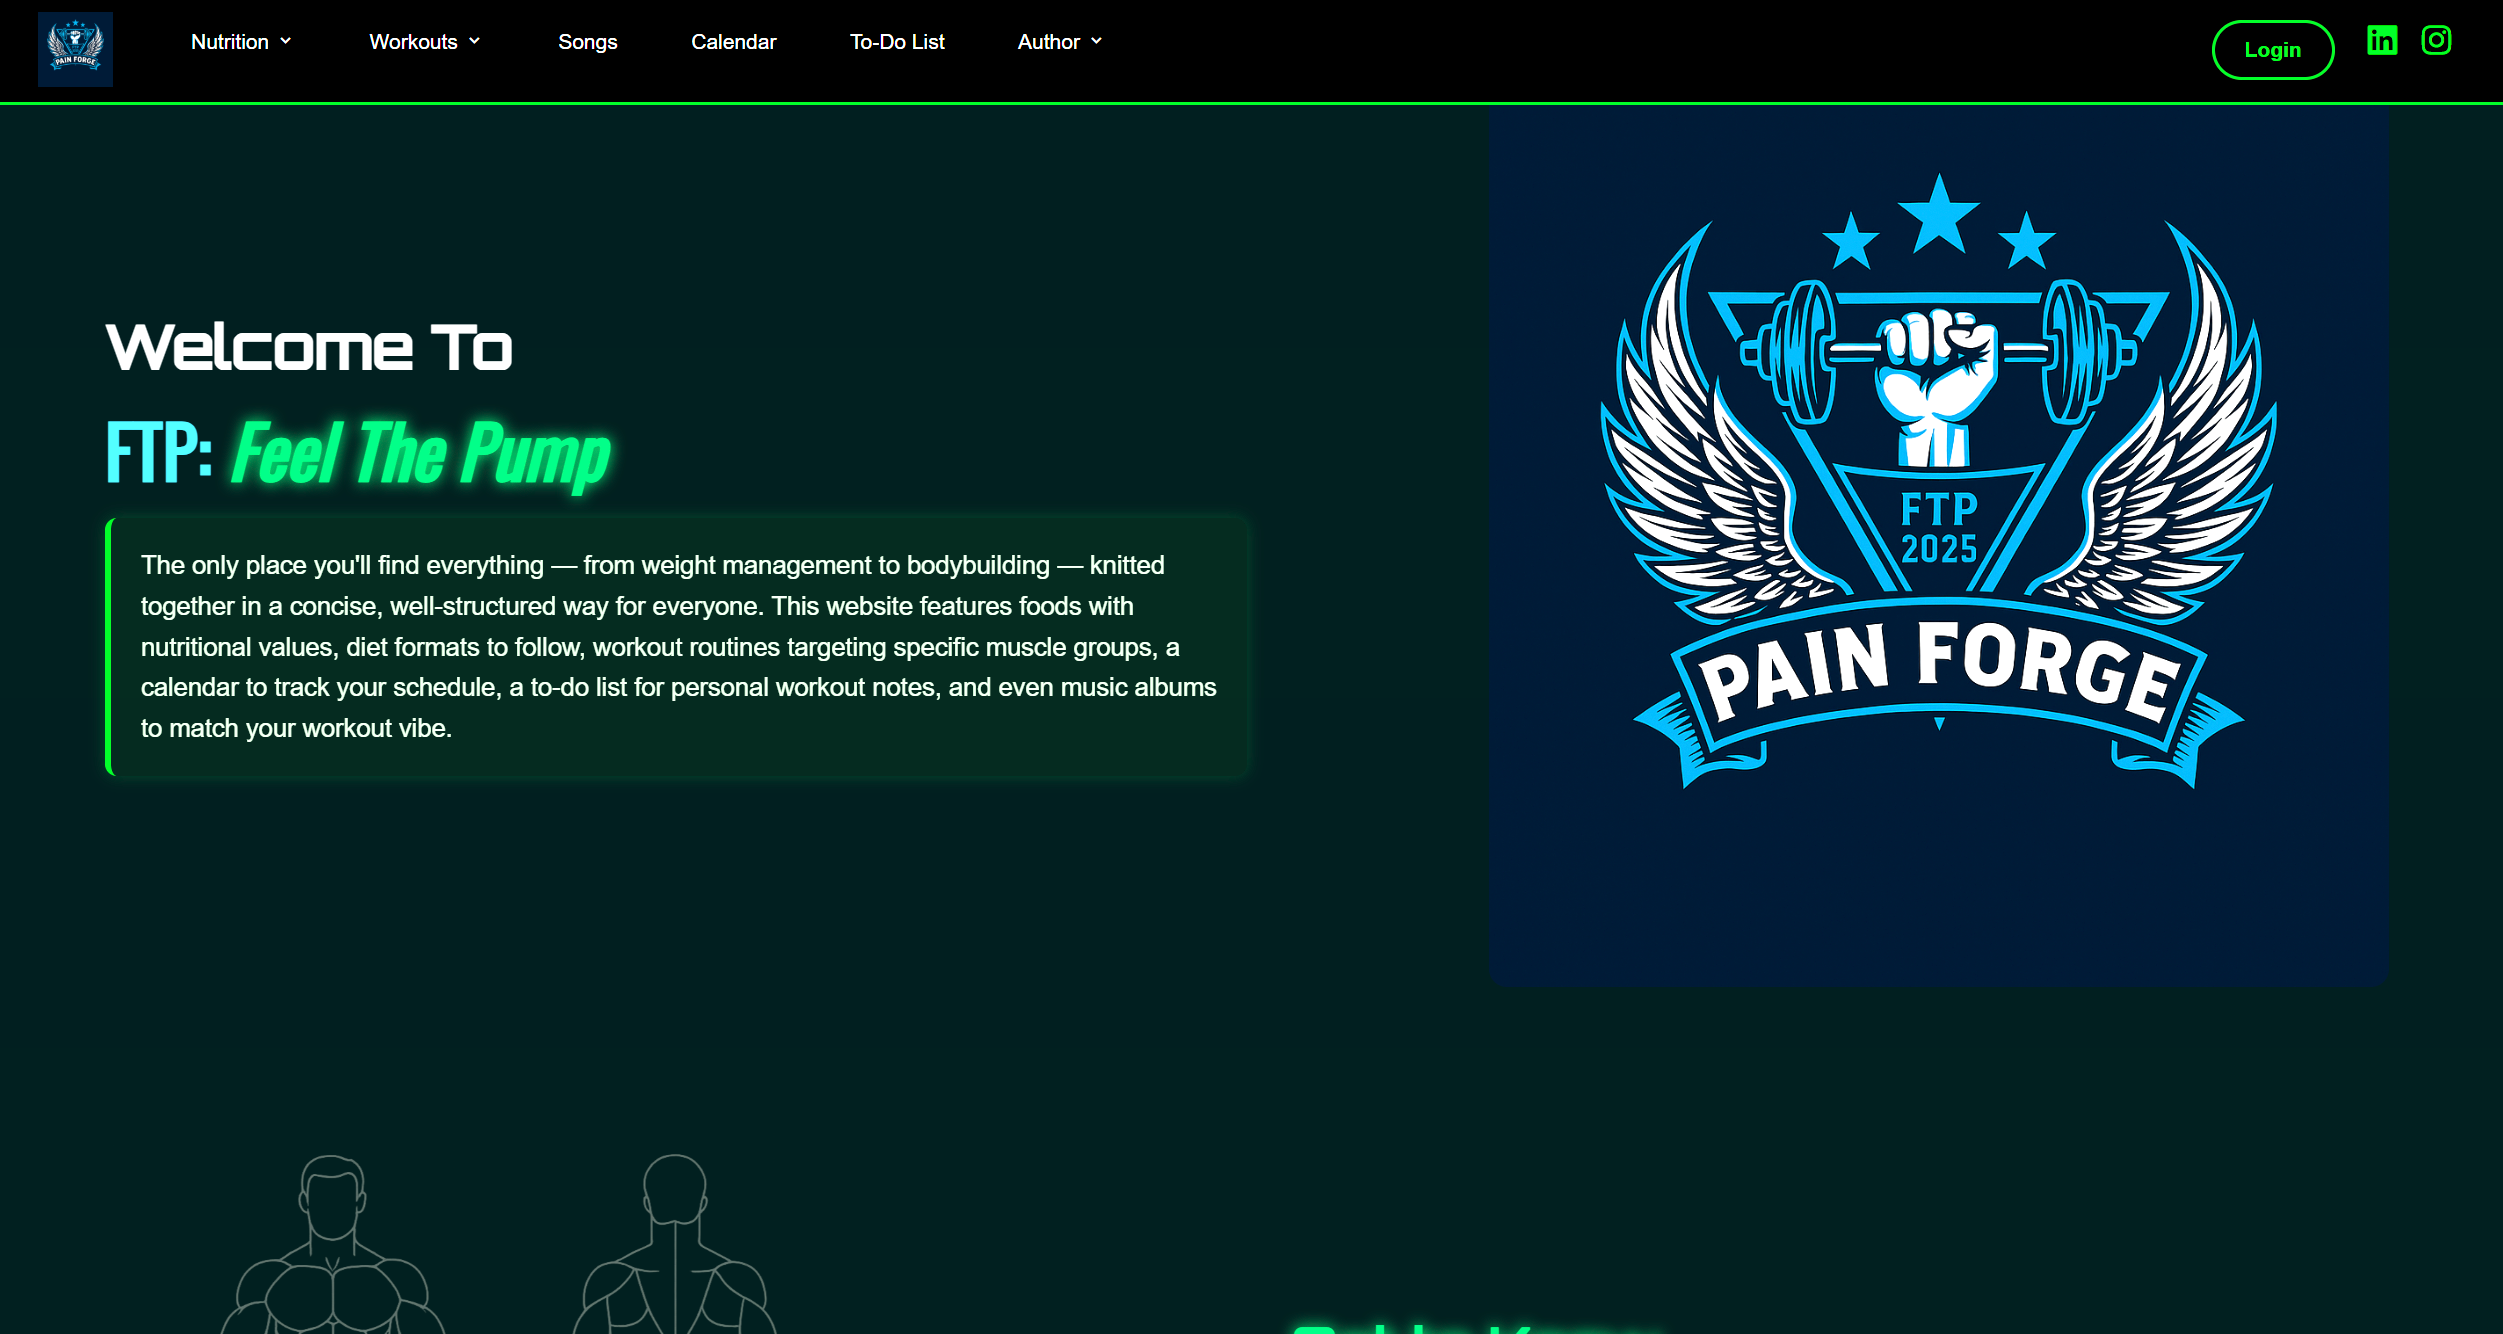 PAIN FORGE
Nutrition
Workouts
Songs
Calendar
To-Do List
Author
Login
in
Welcome To
FTP: Feel The Pump
The only place you'll find everything — from weight management to bodybuilding — knitted
together in a concise, well-structured way for everyone. This website features foods with
nutritional values, diet formats to follow, workout routines targeting specific muscle groups, a
calendar to track your schedule, a to-do list for personal workout notes, and even music albums
to match your workout vibe.
FTP
2025
PAIN FORGE